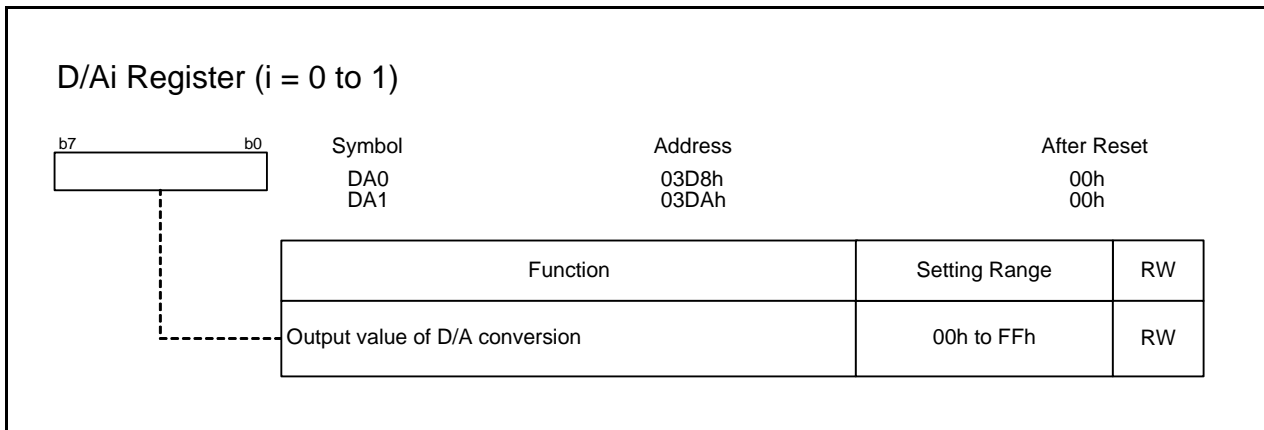 D/Ai Register (i = 0 to 1)
b7 b0 Symbol Address After Reset
DA0 03D8h 00h
DA1 03DAh 00h
Function Setting Range RW
Output value of D/A conversion 00h to FFh RW